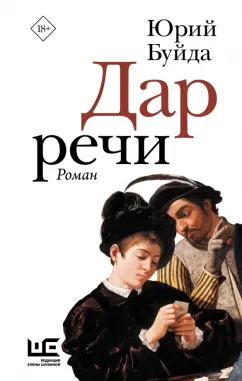 18+
Юрий
Буйда
Дар
речи
Роман
РЕДАКЦИЯ
ЕЛЕНЫ ШУБИНОЙ